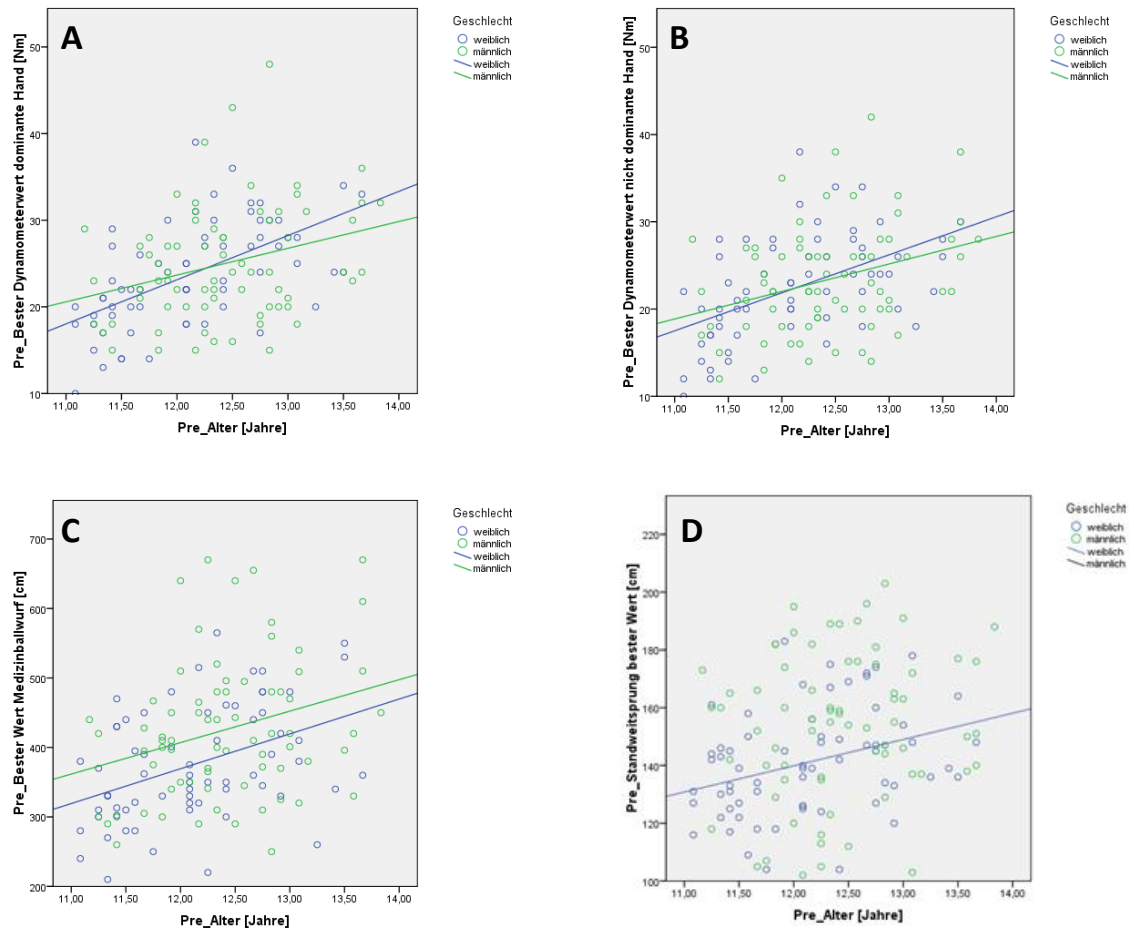 A
Pre_Bester Dynamometerwert dominante Hand [Nm]
50
40
30
20
10
11,00 11,50 12,00 12,50 13,00 13,50 14,00
Pre_Alter [Jahre]
Geschlecht
weiblich
männlich
weiblich
männlich
B
Pre_Bester Dynamometerwert nicht dominante Hand [Nm]
50
40
30
20
10
11,00 11,50 12,00 12,50 13,00 13,50 14,00
Pre_Alter [Jahre]
Geschlecht
weiblich
männlich
weiblich
männlich
C
Pre_Bester Wert Medizinballwurf [cm]
700
600
500
400
300
200
11,00 11,50 12,00 12,50 13,00 13,50 14,00
Pre_Alter [Jahre]
Geschlecht
weiblich
männlich
weiblich
männlich
D
Pre_Standweitsprung bester Wert [cm]
220
200
180
160
140
120
100
11,00 11,50 12,00 12,50 13,00 13,50 14,00
Pre_Alter [Jahre]
Geschlecht
weiblich
männlich
weiblich
männlich